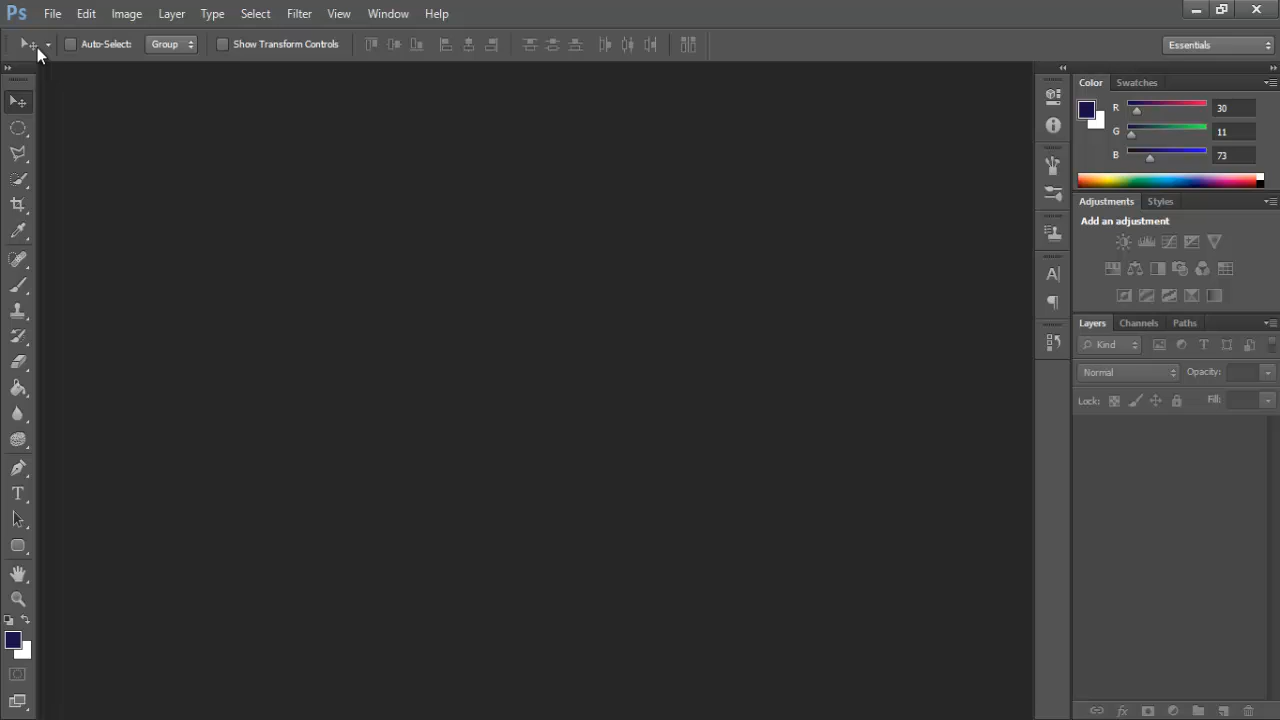 Ps File Edit Image Layer Type Select Filter View Window Help
Auto-Select: Group Show Transform Controls Essentials
Color Swatches
R 30
G 11
B 73
Adjustments Styles
Add an adjustment
Layers Channels Paths
Kind
Normal Opacity:
Lock: Fill: